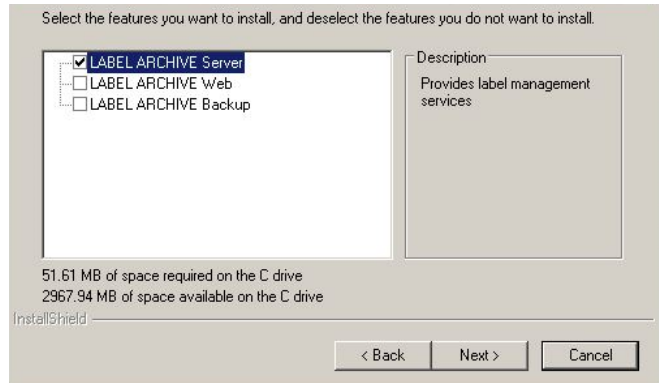 Select the features you want to install, and deselect the features you do not want to install.
LABEL ARCHIVE Server
LABEL ARCHIVE Web
LABEL ARCHIVE Backup
Description
Provides label management
services
51.61 MB of space required on the C drive
2967.94 MB of space available on the C drive
InstallShield
< Back
Next >
Cancel